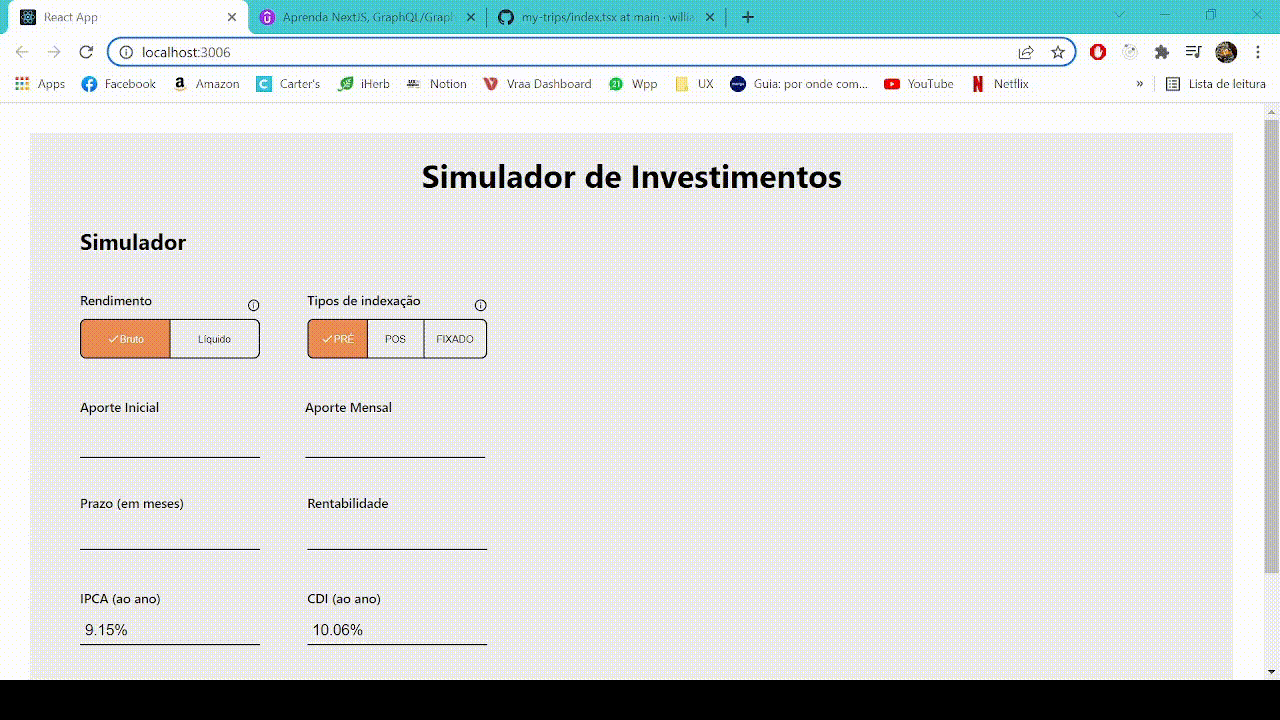 React App
Aprenda NextJS, GraphQL/Graph
my-trips/index.tsx at main · willia
localhost:3006
Apps
Facebook
Amazon
Carter's
iHerb
Notion
Vraa Dashboard
Wpp
UX
Guia: por onde com...
YouTube
Netflix
»
Lista de leitura
Simulador de Investimentos
Simulador
Rendimento
Tipos de indexação
Bruto
Líquido
PRÉ
POS
FIXADO
Aporte Inicial
Aporte Mensal
Prazo (em meses)
Rentabilidade
IPCA (ao ano)
CDI (ao ano)
9.15%
10.06%